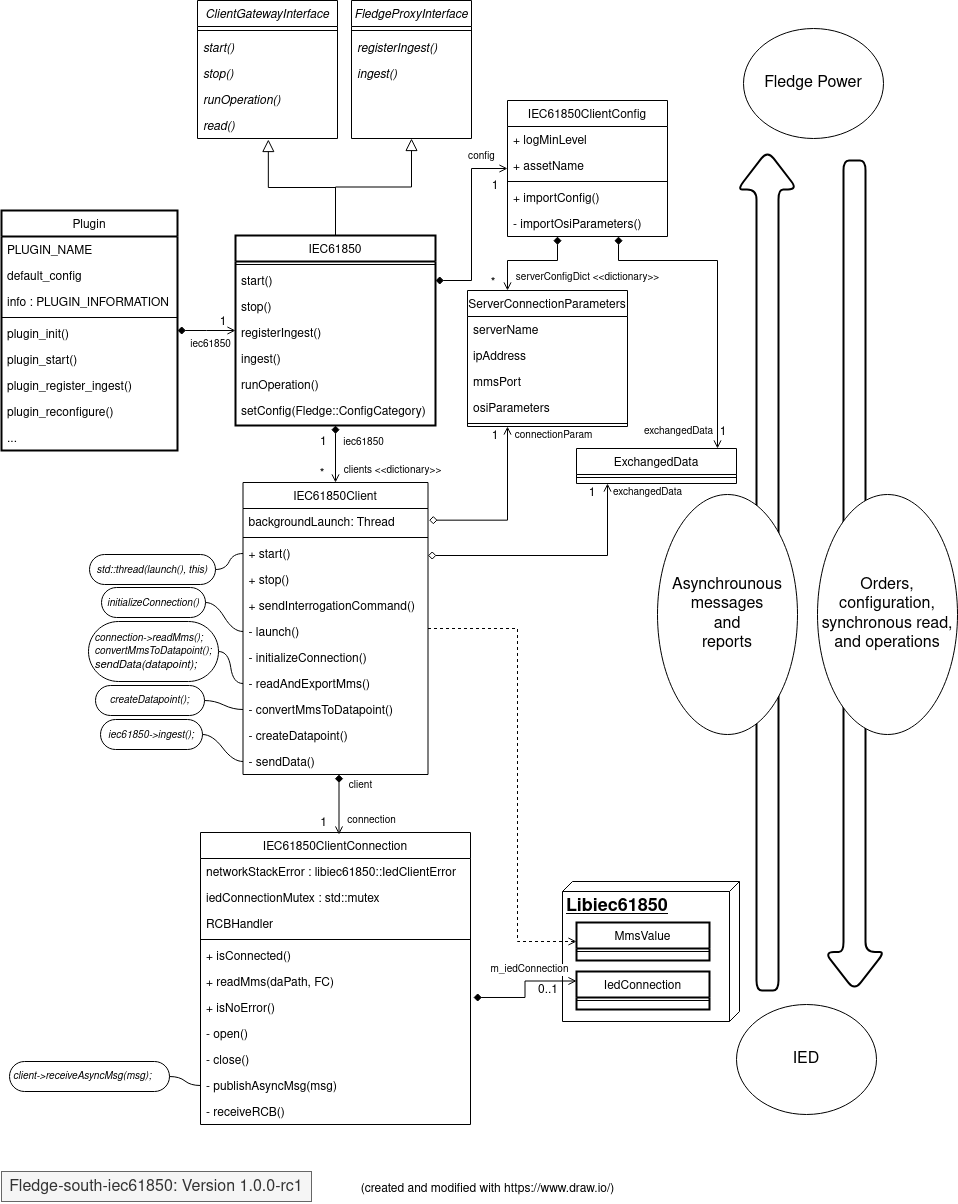 ClientGatewayInterface
start()
stop()
runOperation()
read()
FledgeProxyInterface
registerIngest()
ingest()
Fledge Power
IEC61850ClientConfig
+ logMinLevel
+ assetName
+ importConfig()
- importOsiParameters()
config
1
Plugin
PLUGIN_NAME
default_config
info : PLUGIN_INFORMATION
plugin_init()
plugin_start()
plugin_register_ingest()
plugin_reconfigure()
...
1
iec61850
IEC61850
start()
stop()
registerIngest()
ingest()
runOperation()
setConfig(Fledge::ConfigCategory)
* serverConfigDict <<dictionary>>
ServerConnectionParameters
serverName
ipAddress
mmsPort
osiParameters
1 connectionParam
exchangedData 1
ExchangedData
1 exchangedData
1 iec61850
* clients <<dictionary>>
IEC61850Client
backgroundLaunch: Thread
+ start()
+ stop()
+ sendInterrogationCommand()
- launch()
- initializeConnection()
- readAndExportMms()
- convertMmsToDatapoint()
- createDatapoint()
- sendData()
std::thread(launch(), this)
initializeConnection()
connection->readMms();
convertMmsToDatapoint();
sendData(datapoint);
createDatapoint();
iec61850->ingest();
Asynchrounous
messages
and
reports
Orders,
configuration,
synchronous read,
and operations
client
1 connection
IEC61850ClientConnection
networkStackError : libiec61850::IedClientError
iedConnectionMutex : std::mutex
RCBHandler
+ isConnected()
+ readMms(daPath, FC)
+ isNoError()
- open()
- close()
- publishAsyncMsg(msg)
- receiveRCB()
client->receiveAsyncMsg(msg);
m_iedConnection
0..1
Libiec61850
MmsValue
IedConnection
IED
Fledge-south-iec61850: Version 1.0.0-rc1
(created and modified with https://www.draw.io/)